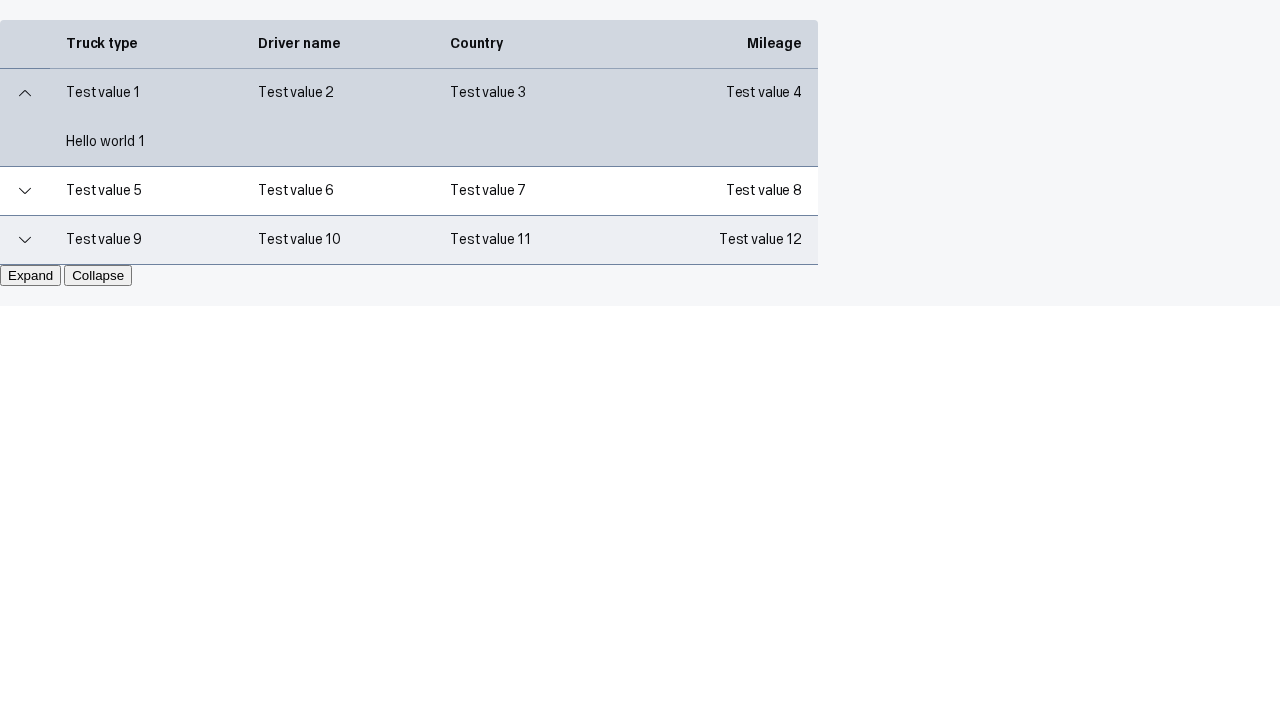 Truck type Driver name Country Mileage
Test value 1 Test value 2 Test value 3 Test value 4
Hello world 1
Test value 5 Test value 6 Test value 7 Test value 8
Test value 9 Test value 10 Test value 11 Test value 12
Expand Collapse